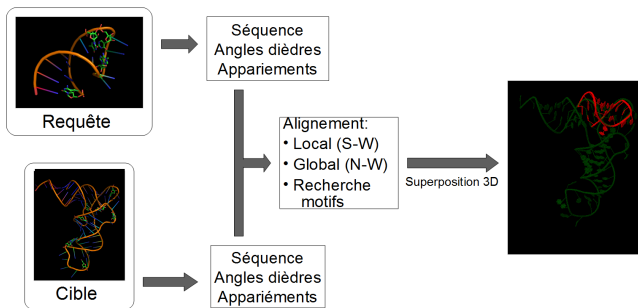 Séquence
Angles dièdres
Appariements
Requête
Alignement:
• Local (S-W)
• Global (N-W)
• Recherche
motifs
Superposition 3D
Séquence
Angles dièdres
Appariéments
Cible